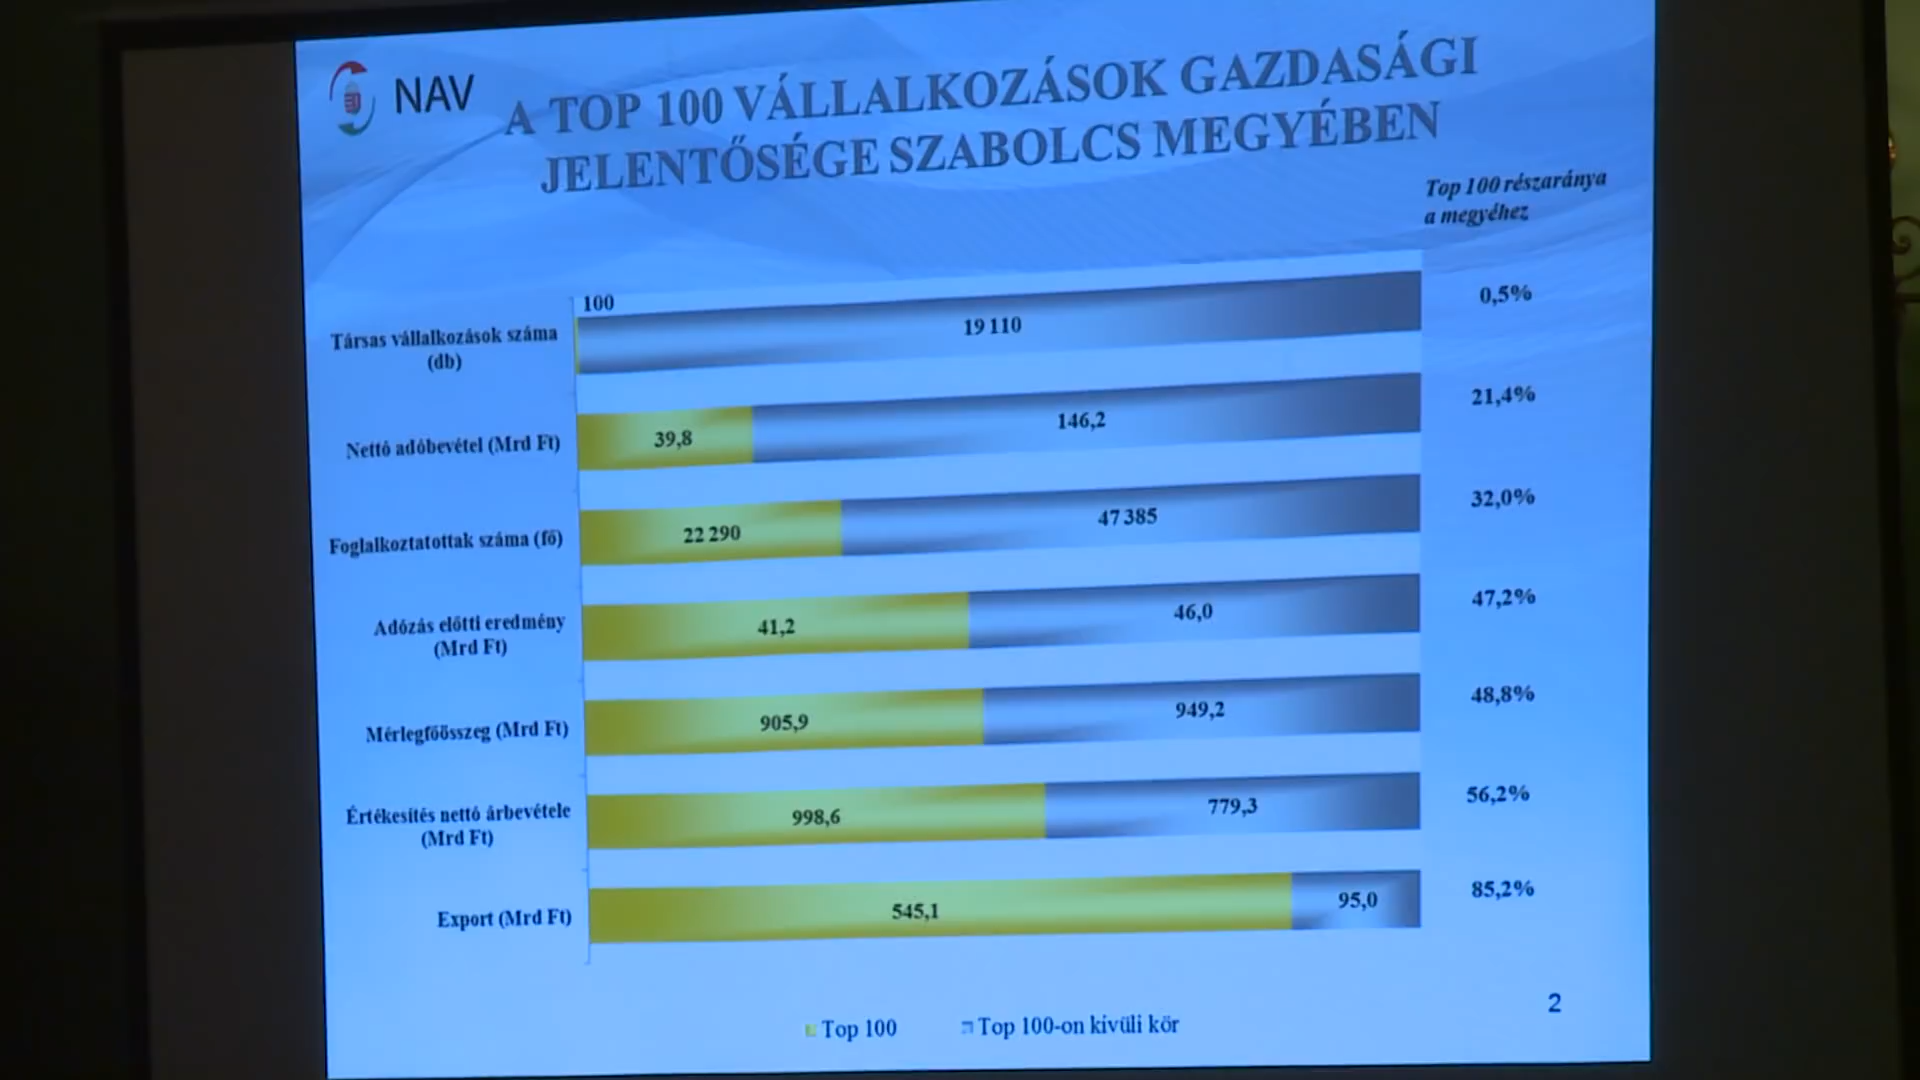 NAV
A TOP 100 VÁLLALKOZÁSOK GAZDASÁGI
JELENTŐSÉGE SZABOLCS MEGYÉBEN
Top 100 részaránya
a megyéhez
100
Társas vállalkozások száma
(db)
19 110
0,5%
Nettó adóbevétel (Mrd Ft)
39,8
146,2
21,4%
Foglalkoztatottak száma (fő)
22 290
47 385
32,0%
Adózás előtti eredmény
(Mrd Ft)
41,2
46,0
47,2%
Mérlegfőösszeg (Mrd Ft)
905,9
949,2
48,8%
Értékesítés nettó árbevétele
(Mrd Ft)
998,6
779,3
56,2%
Export (Mrd Ft)
545,1
95,0
85,2%
Top 100
Top 100-on kívüli kör
2